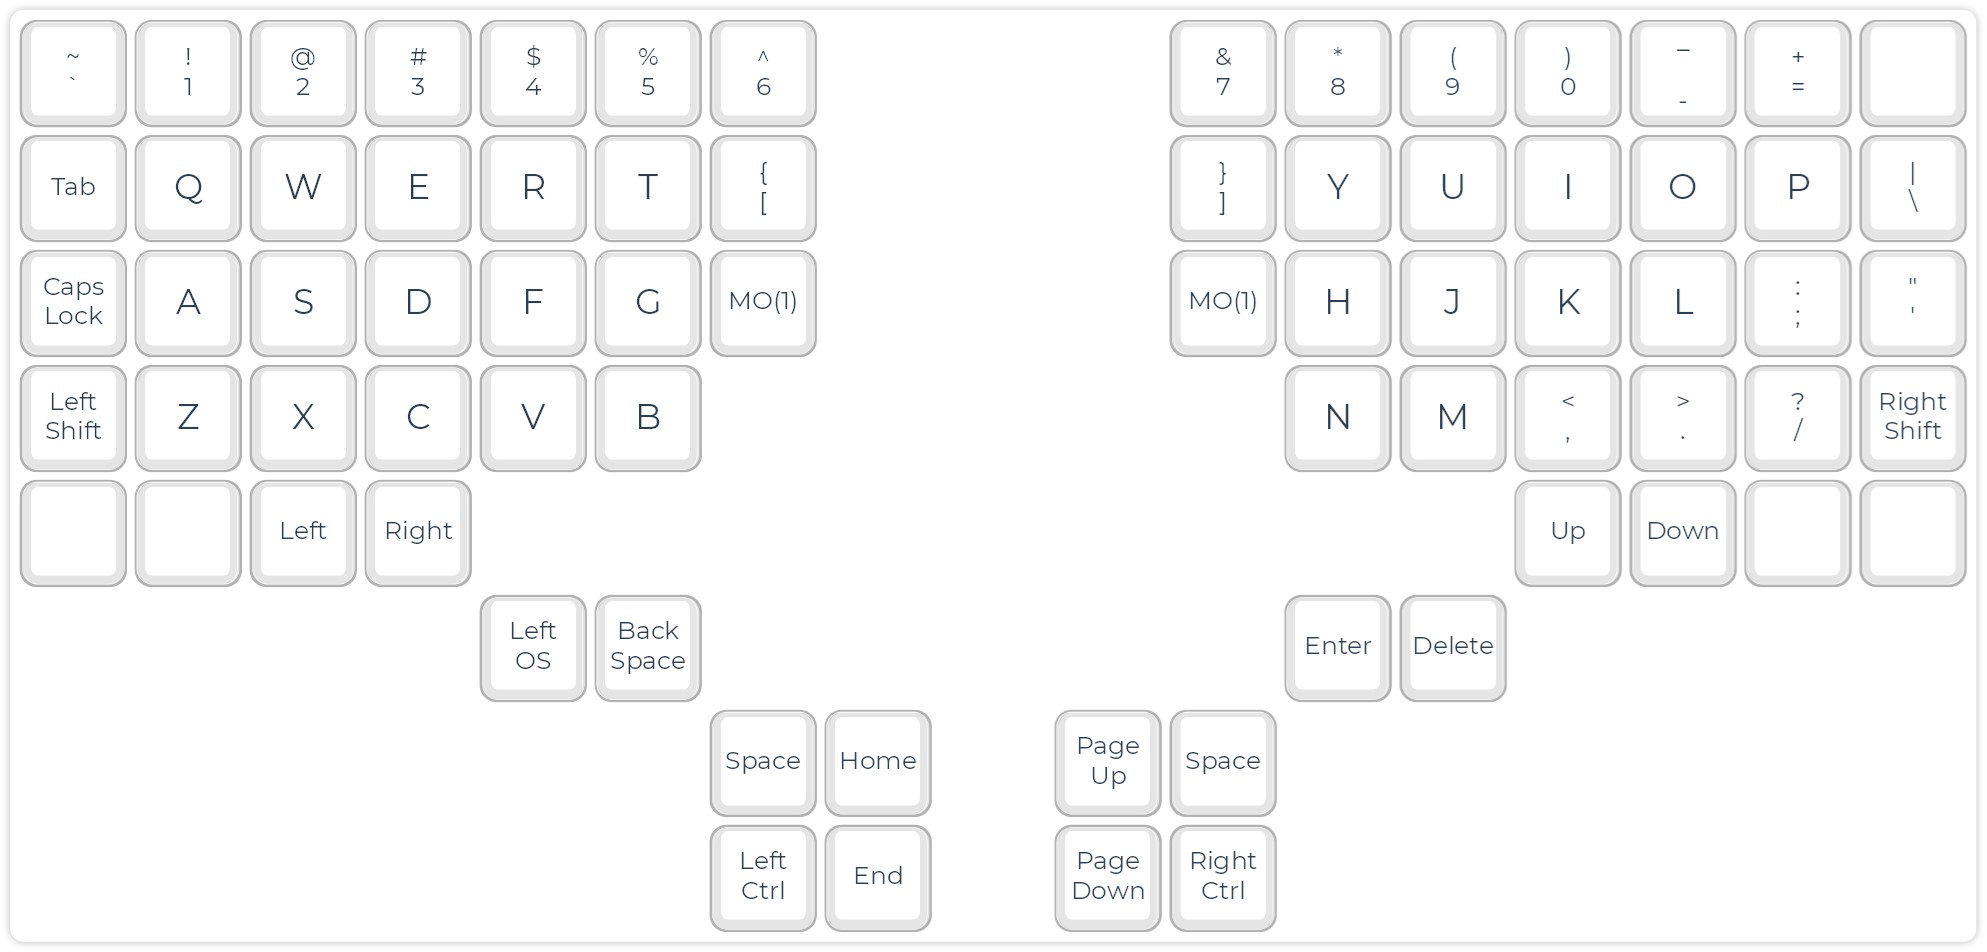 ~ ! @ # $ % ^ & * ( ) _ +
` 1 2 3 4 5 6 7 8 9 0 - =
Tab Q W E R T { [ } ] Y U I O P | \
Caps Lock A S D F G MO(1) MO(1) H J K L : ; " '
Left Shift Z X C V B N M < , > . ? / Right Shift
Left Right Up Down
Left OS Back Space Enter Delete
Space Home Page Up Space
Left Ctrl End Page Down Right Ctrl